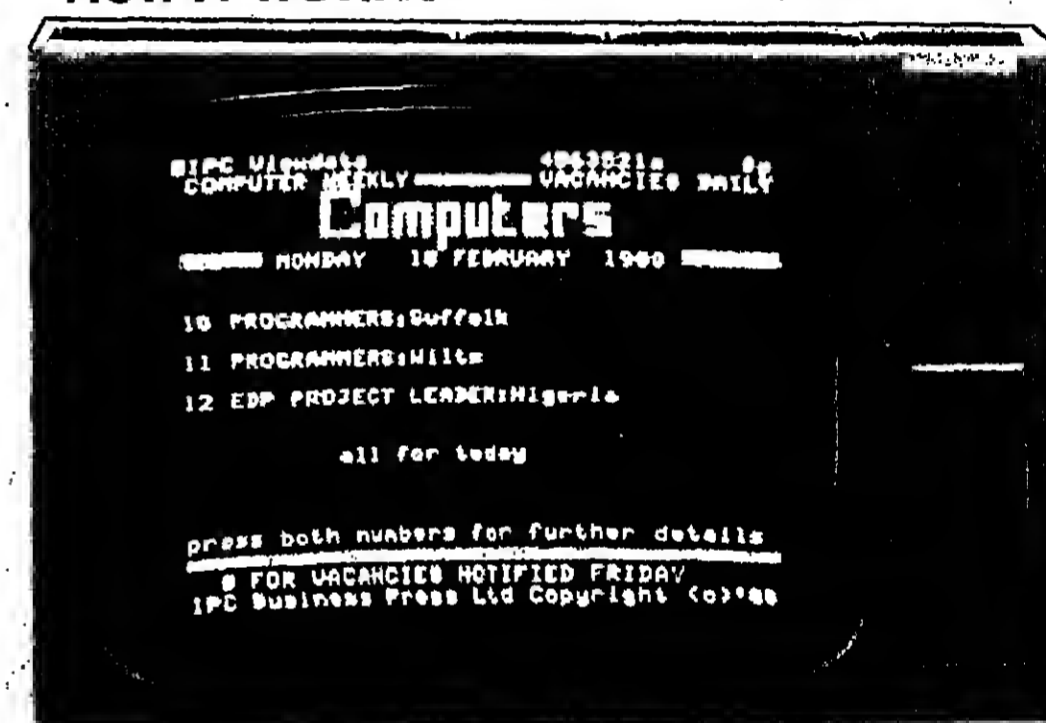 IPC Viewdata
COMPUTER WEEKLY VACANCIES DAILY
Computers
MONDAY 18 FEBRUARY 1980
10 PROGRAMMERS:Suffolk
11 PROGRAMMERS:Wilts
12 EDP PROJECT LEADER:Nigeria
all for today
press both numbers for further details
FOR VACANCIES NOTIFIED FRIDAY
IPC Business Press Ltd Copyright (c)'80